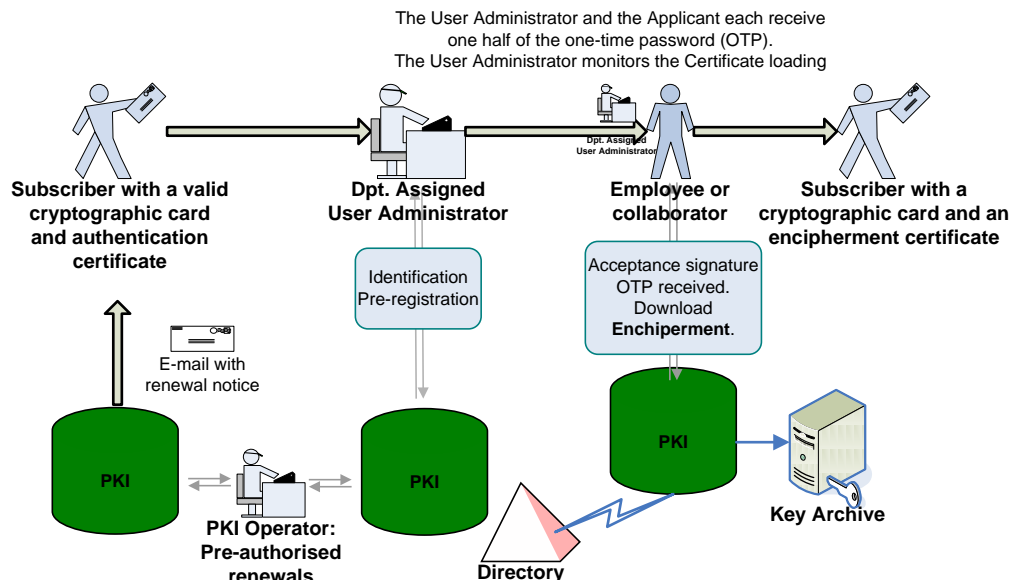 The User Administrator and the Applicant each receive
one half of the one-time password (OTP).
The User Administrator monitors the Certificate loading
Dpt. Assigned
User Administrator
Subscriber with a valid
cryptographic card
and authentication
certificate
Dpt. Assigned
User Administrator
Employee or
collaborator
Subscriber with a
cryptographic card and an
encipherment certificate
Identification
Pre-registration
Acceptance signature
OTP received.
Download
Enchiperment.
E-mail with
renewal notice
PKI
PKI
PKI
PKI Operator:
Pre-authorised
renewals
Directory
Key Archive